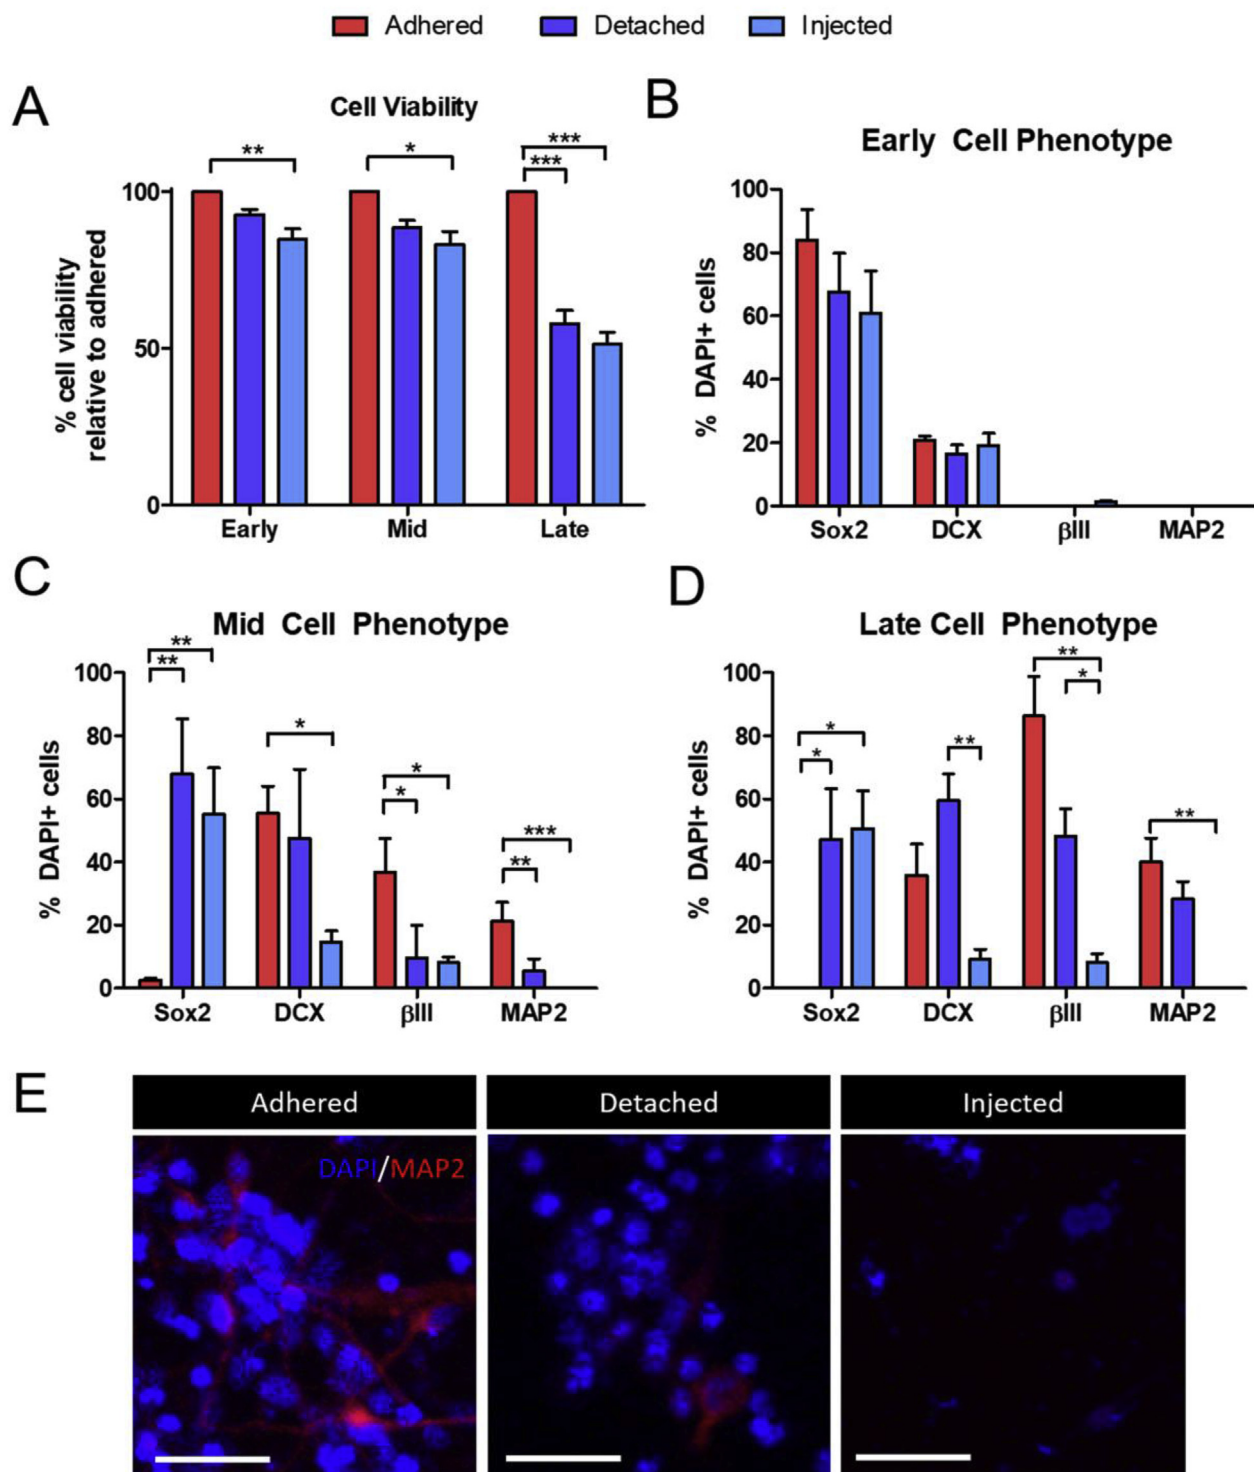 Adhered Detached Injected
A
Cell Viability
** * *** ***
100
50
0
% cell viability
relative to adhered
Early Mid Late
B
Early Cell Phenotype
100
80
60
40
20
0
% DAPI+ cells
Sox2 DCX βIII MAP2
C
Mid Cell Phenotype
** ** * * * *** **
100
80
60
40
20
0
% DAPI+ cells
Sox2 DCX βIII MAP2
D
Late Cell Phenotype
* * ** ** * **
100
80
60
40
20
0
% DAPI+ cells
Sox2 DCX βIII MAP2
E
Adhered Detached Injected
DAPI/MAP2